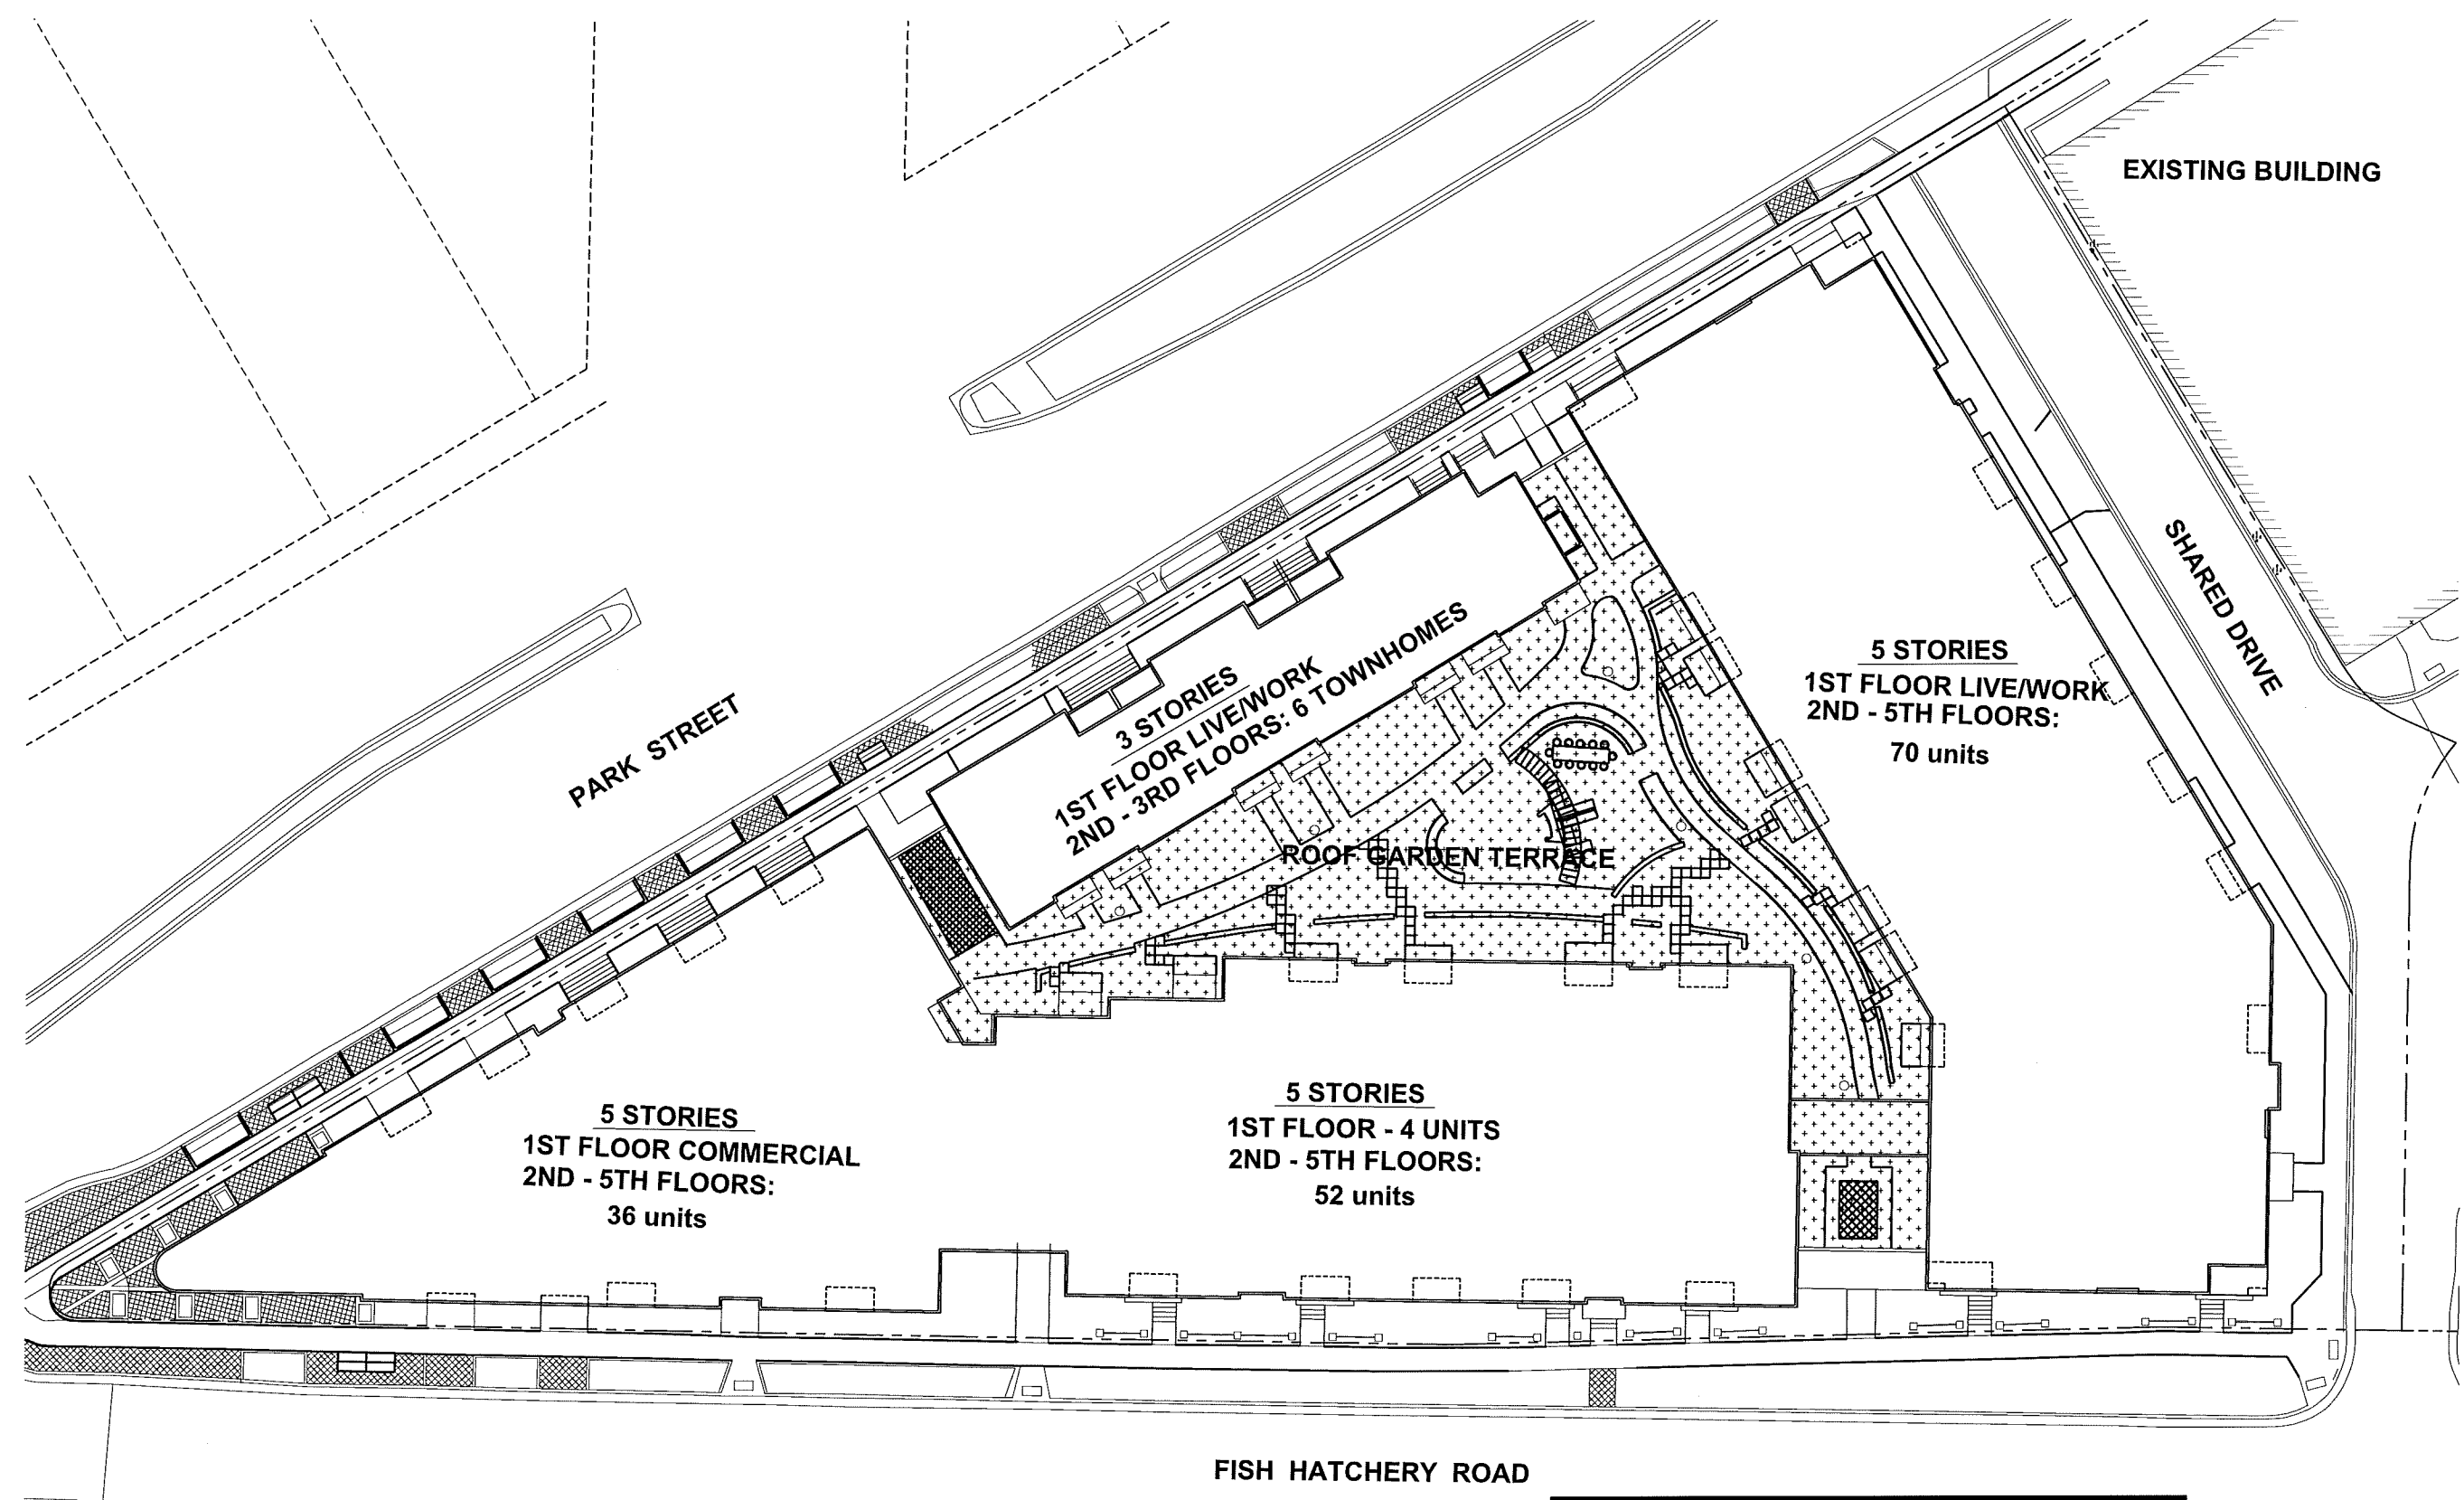 EXISTING BUILDING
SHARED DRIVE
PARK STREET
3 STORIES
1ST FLOOR LIVE/WORK
2ND - 3RD FLOORS: 6 TOWNHOMES
5 STORIES
1ST FLOOR LIVE/WORK
2ND - 5TH FLOORS:
70 units
ROOF GARDEN TERRACE
5 STORIES
1ST FLOOR COMMERCIAL
2ND - 5TH FLOORS:
36 units
5 STORIES
1ST FLOOR - 4 UNITS
2ND - 5TH FLOORS:
52 units
FISH HATCHERY ROAD